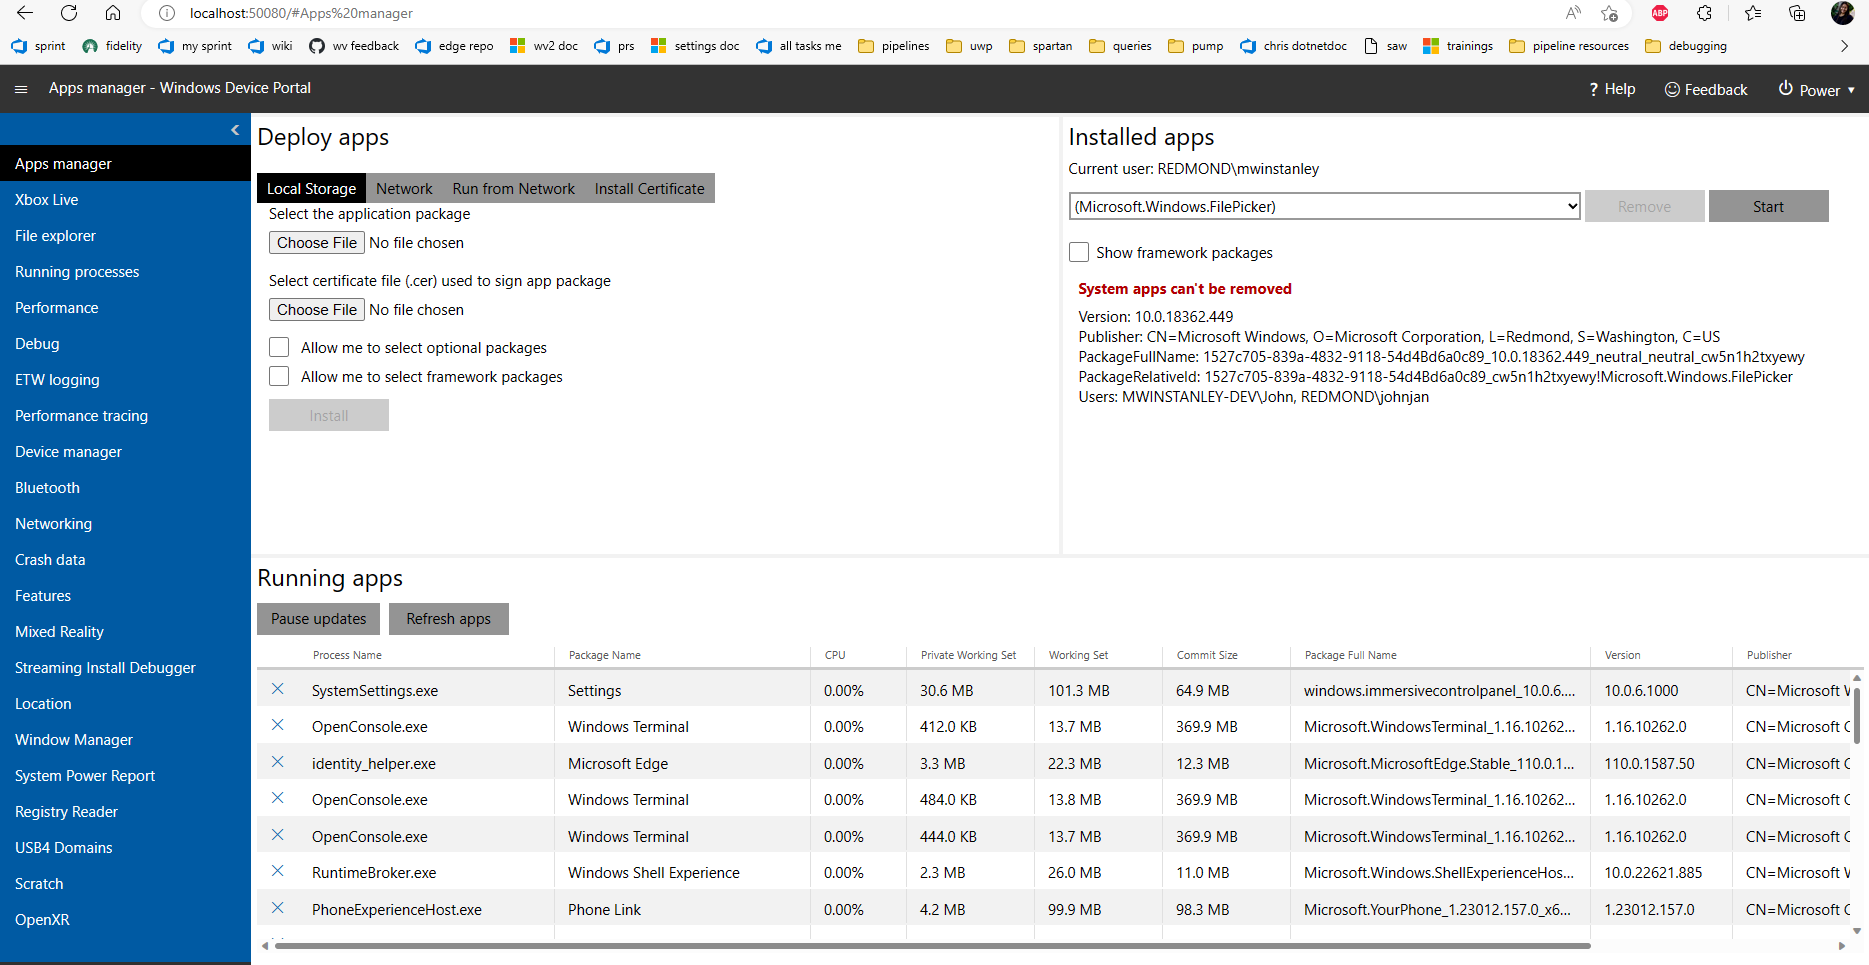 localhost:50080/#Apps%20manager
sprint fidelity my sprint wiki wv feedback edge repo wv2 doc prs settings doc all tasks me pipelines uwp spartan queries pump chris dotnetdoc saw trainings pipeline resources debugging
Apps manager - Windows Device Portal
? Help Feedback Power
Apps manager
Xbox Live
File explorer
Running processes
Performance
Debug
ETW logging
Performance tracing
Device manager
Bluetooth
Networking
Crash data
Features
Mixed Reality
Streaming Install Debugger
Location
Window Manager
System Power Report
Registry Reader
USB4 Domains
Scratch
OpenXR
Deploy apps
Local Storage Network Run from Network Install Certificate
Select the application package
Choose File No file chosen
Select certificate file (.cer) used to sign app package
Choose File No file chosen
Allow me to select optional packages
Allow me to select framework packages
Install
Installed apps
Current user: REDMOND\mwinstanley
(Microsoft.Windows.FilePicker) Remove Start
Show framework packages
System apps can't be removed
Version: 10.0.18362.449
Publisher: CN=Microsoft Windows, O=Microsoft Corporation, L=Redmond, S=Washington, C=US
PackageFullName: 1527c705-839a-4832-9118-54d4Bd6a0c89_10.0.18362.449_neutral_neutral_cw5n1h2txyewy
PackageRelativeId: 1527c705-839a-4832-9118-54d4Bd6a0c89_cw5n1h2txyewy!Microsoft.Windows.FilePicker
Users: MWINSTANLEY-DEV\John, REDMOND\johnjan
Running apps
Pause updates Refresh apps
Process Name Package Name CPU Private Working Set Working Set Commit Size Package Full Name Version Publisher
SystemSettings.exe Settings 0.00% 30.6 MB 101.3 MB 64.9 MB windows.immersivecontrolpanel_10.0.6.... 10.0.6.1000 CN=Microsoft W
OpenConsole.exe Windows Terminal 0.00% 412.0 KB 13.7 MB 369.9 MB Microsoft.WindowsTerminal_1.16.10262... 1.16.10262.0 CN=Microsoft C
identity_helper.exe Microsoft Edge 0.00% 3.3 MB 22.3 MB 12.3 MB Microsoft.MicrosoftEdge.Stable_110.0.1... 110.0.1587.50 CN=Microsoft C
OpenConsole.exe Windows Terminal 0.00% 484.0 KB 13.8 MB 369.9 MB Microsoft.WindowsTerminal_1.16.10262... 1.16.10262.0 CN=Microsoft C
OpenConsole.exe Windows Terminal 0.00% 444.0 KB 13.7 MB 369.9 MB Microsoft.WindowsTerminal_1.16.10262... 1.16.10262.0 CN=Microsoft C
RuntimeBroker.exe Windows Shell Experience 0.00% 2.3 MB 26.0 MB 11.0 MB Microsoft.Windows.ShellExperienceHos... 10.0.22621.885 CN=Microsoft W
PhoneExperienceHost.exe Phone Link 0.00% 4.2 MB 99.9 MB 98.3 MB Microsoft.YourPhone_1.23012.157.0_x6... 1.23012.157.0 CN=Microsoft C